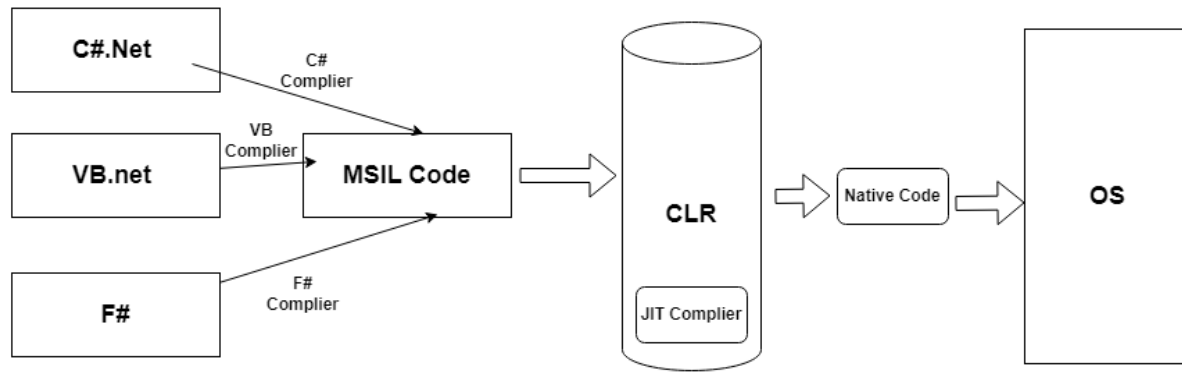 C#.Net
C#
Complier
VB
Complier
VB.net
MSIL Code
F#
Complier
F#
CLR
JIT Complier
Native Code
OS